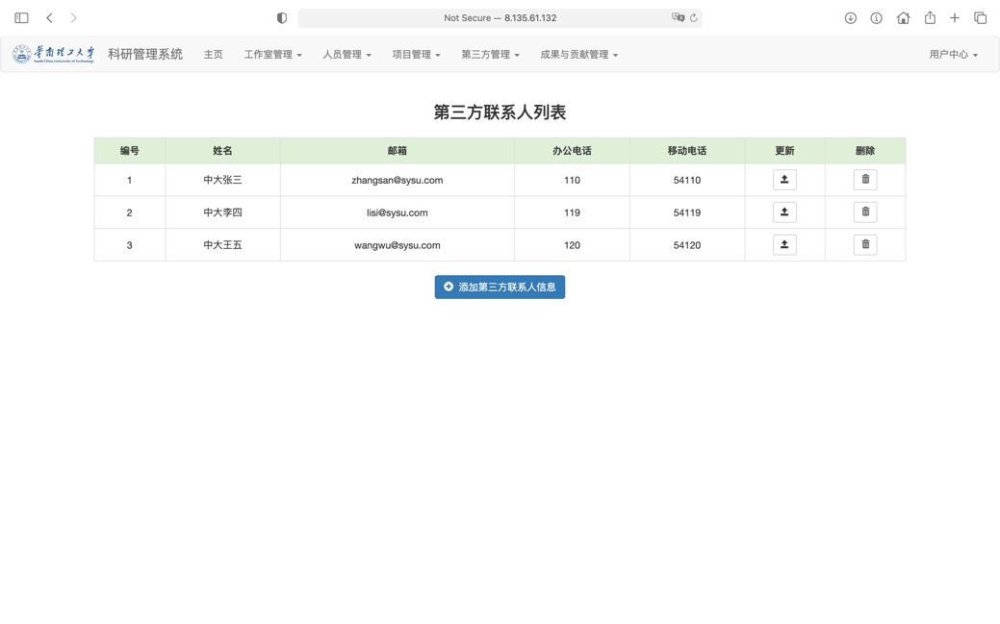 Not Secure — 8.135.61.132
华南理工大学
South China University of Technology
科研管理系统 主页 工作室管理 人员管理 项目管理 第三方管理 成果与贡献管理 用户中心
第三方联系人列表
编号 姓名 邮箱 办公电话 移动电话 更新 删除
1 中大张三 zhangsan@sysu.com 110 54110
2 中大李四 lisi@sysu.com 119 54119
3 中大王五 wangwu@sysu.com 120 54120
添加第三方联系人信息